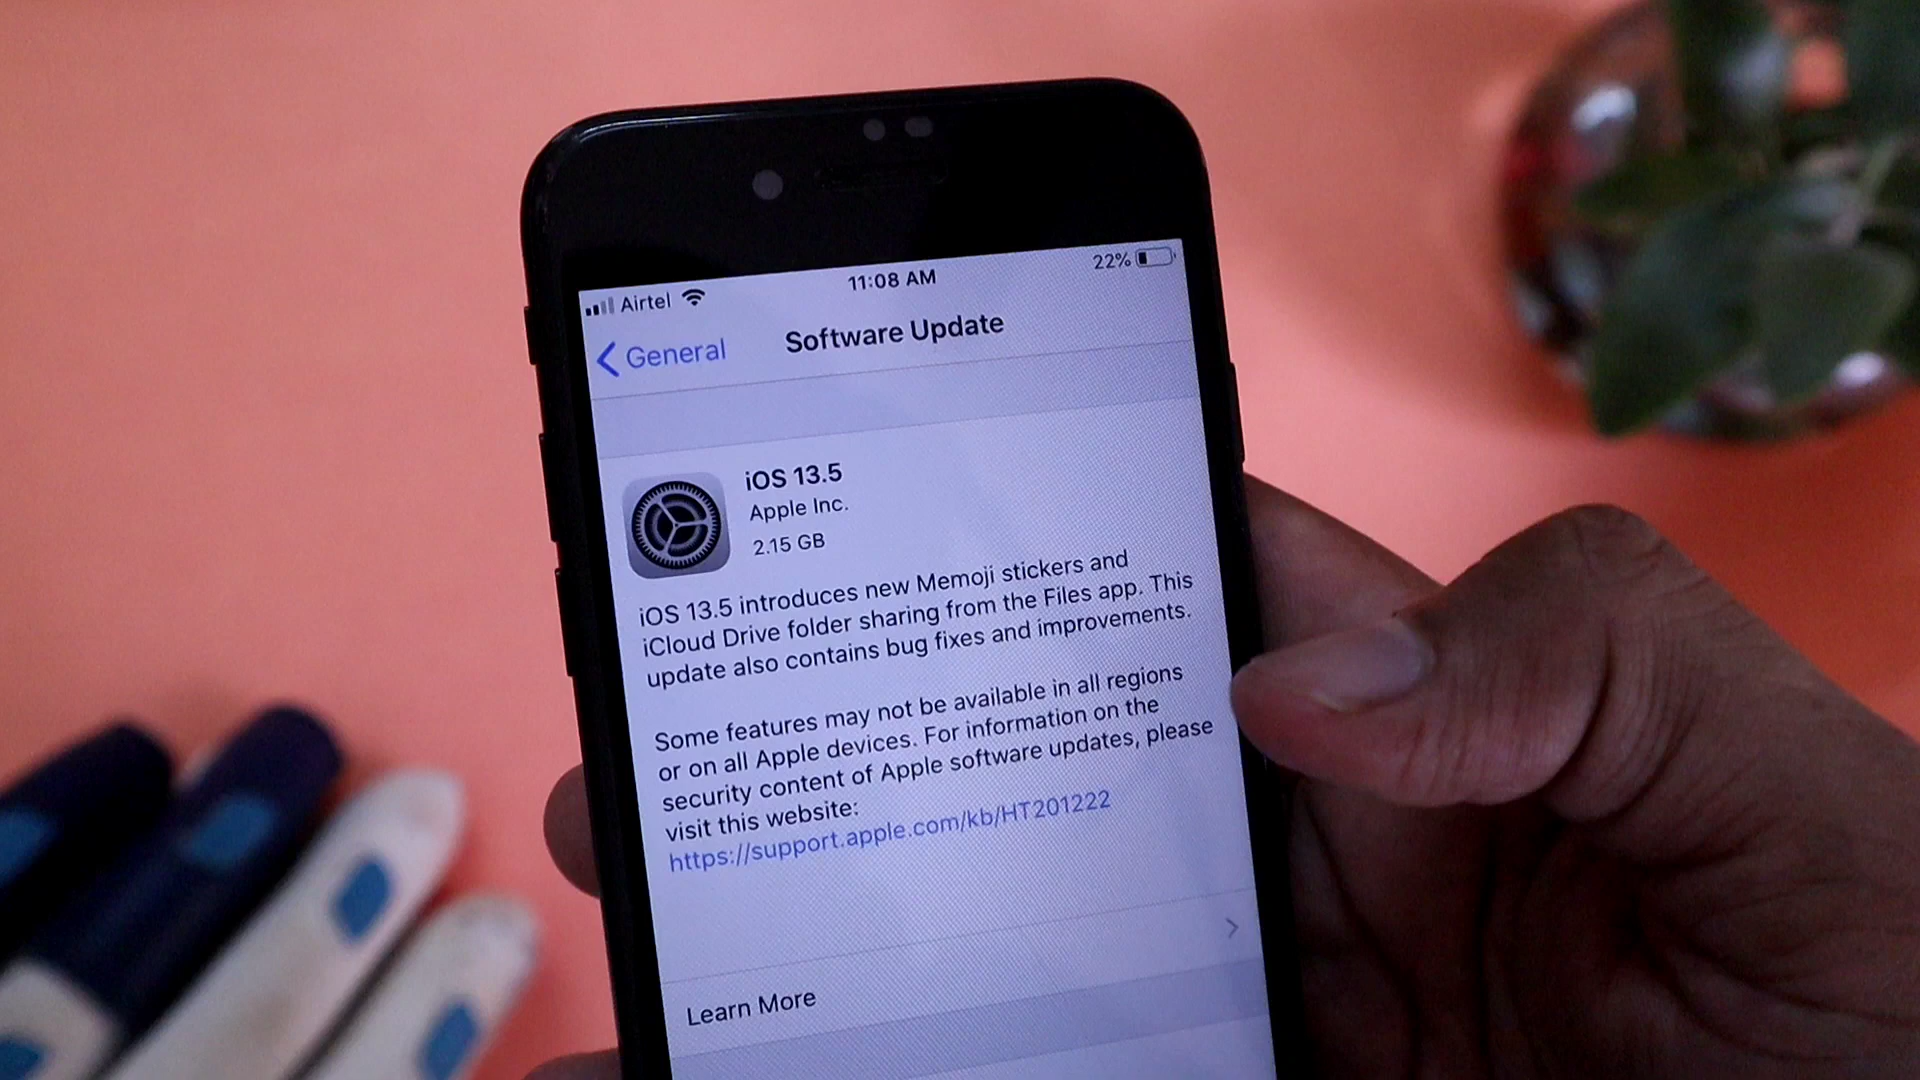 Airtel 11:08 AM 22%
General Software Update
iOS 13.5
Apple Inc.
2.15 GB
iOS 13.5 introduces new Memoji stickers and
iCloud Drive folder sharing from the Files app. This
update also contains bug fixes and improvements.
Some features may not be available in all regions
or on all Apple devices. For information on the
security content of Apple software updates, please
visit this website:
https://support.apple.com/kb/HT201222
Learn More